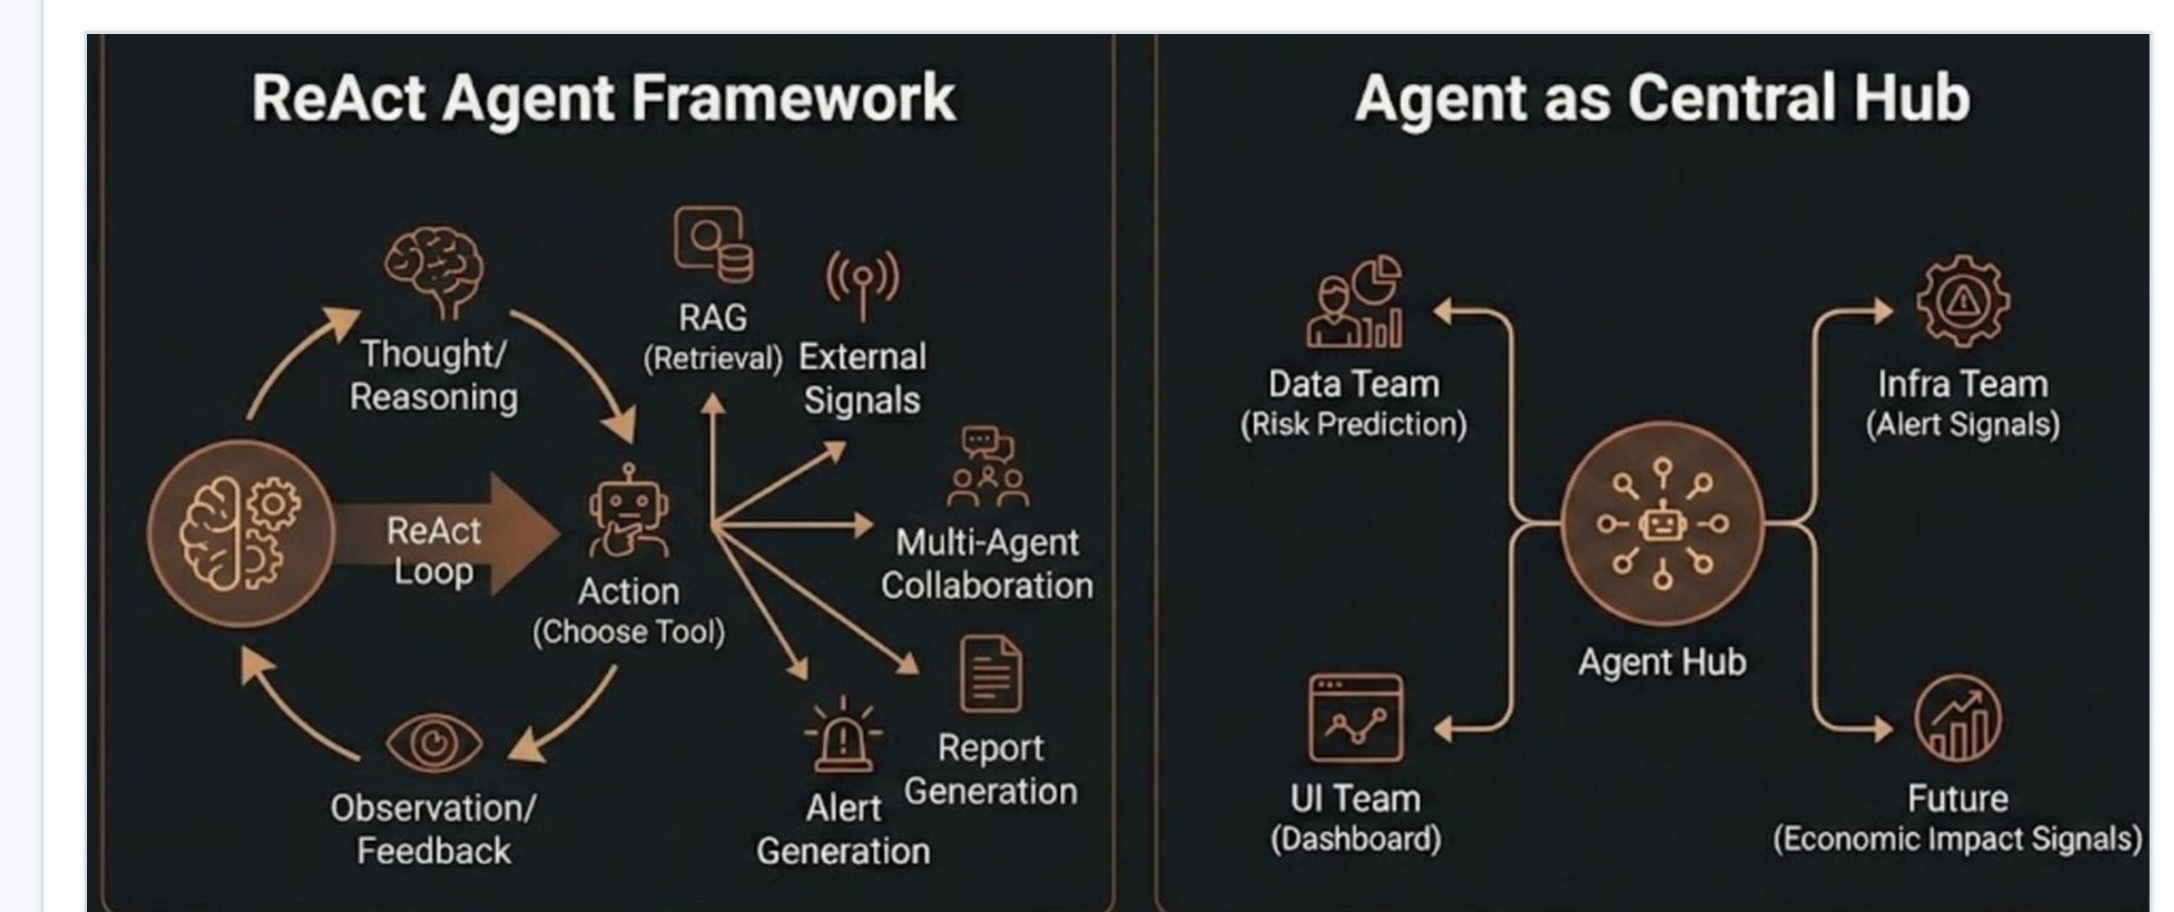 ReAct Agent Framework
Thought/
Reasoning
RAG
(Retrieval)
External
Signals
ReAct
Loop
Action
(Choose Tool)
Multi-Agent
Collaboration
Observation/
Feedback
Alert
Generation
Report
Generation
Agent as Central Hub
Data Team
(Risk Prediction)
Infra Team
(Alert Signals)
Agent Hub
UI Team
(Dashboard)
Future
(Economic Impact Signals)